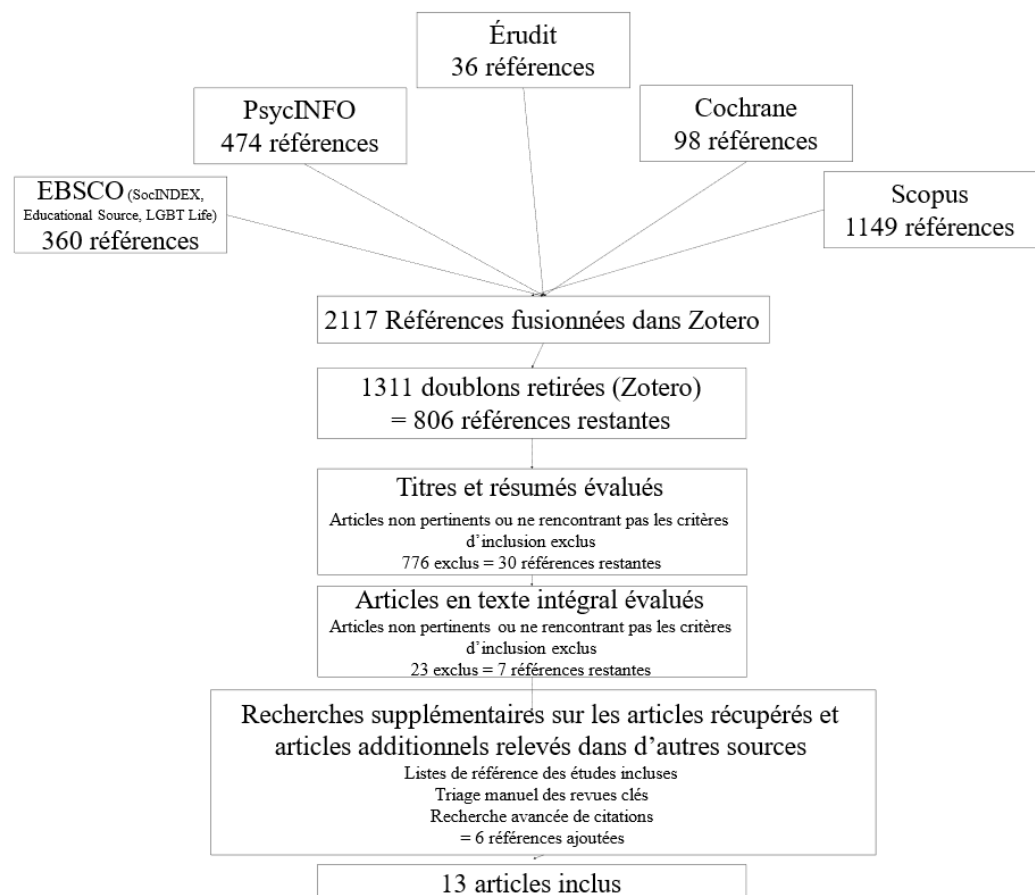 Érudit
36 références
PsycINFO
474 références
Cochrane
98 références
EBSCO (SocINDEX,
Educational Source, LGBT Life)
360 références
Scopus
1149 références
2117 Références fusionnées dans Zotero
1311 doublons retirées (Zotero)
= 806 références restantes
Titres et résumés évalués
Articles non pertinents ou ne rencontrant pas les critères
d’inclusion exclus
776 exclus = 30 références restantes
Articles en texte intégral évalués
Articles non pertinents ou ne rencontrant pas les critères
d’inclusion exclus
23 exclus = 7 références restantes
Recherches supplémentaires sur les articles récupérés et
articles additionnels relevés dans d’autres sources
Listes de référence des études incluses
Triage manuel des revues clés
Recherche avancée de citations
= 6 références ajoutées
13 articles inclus